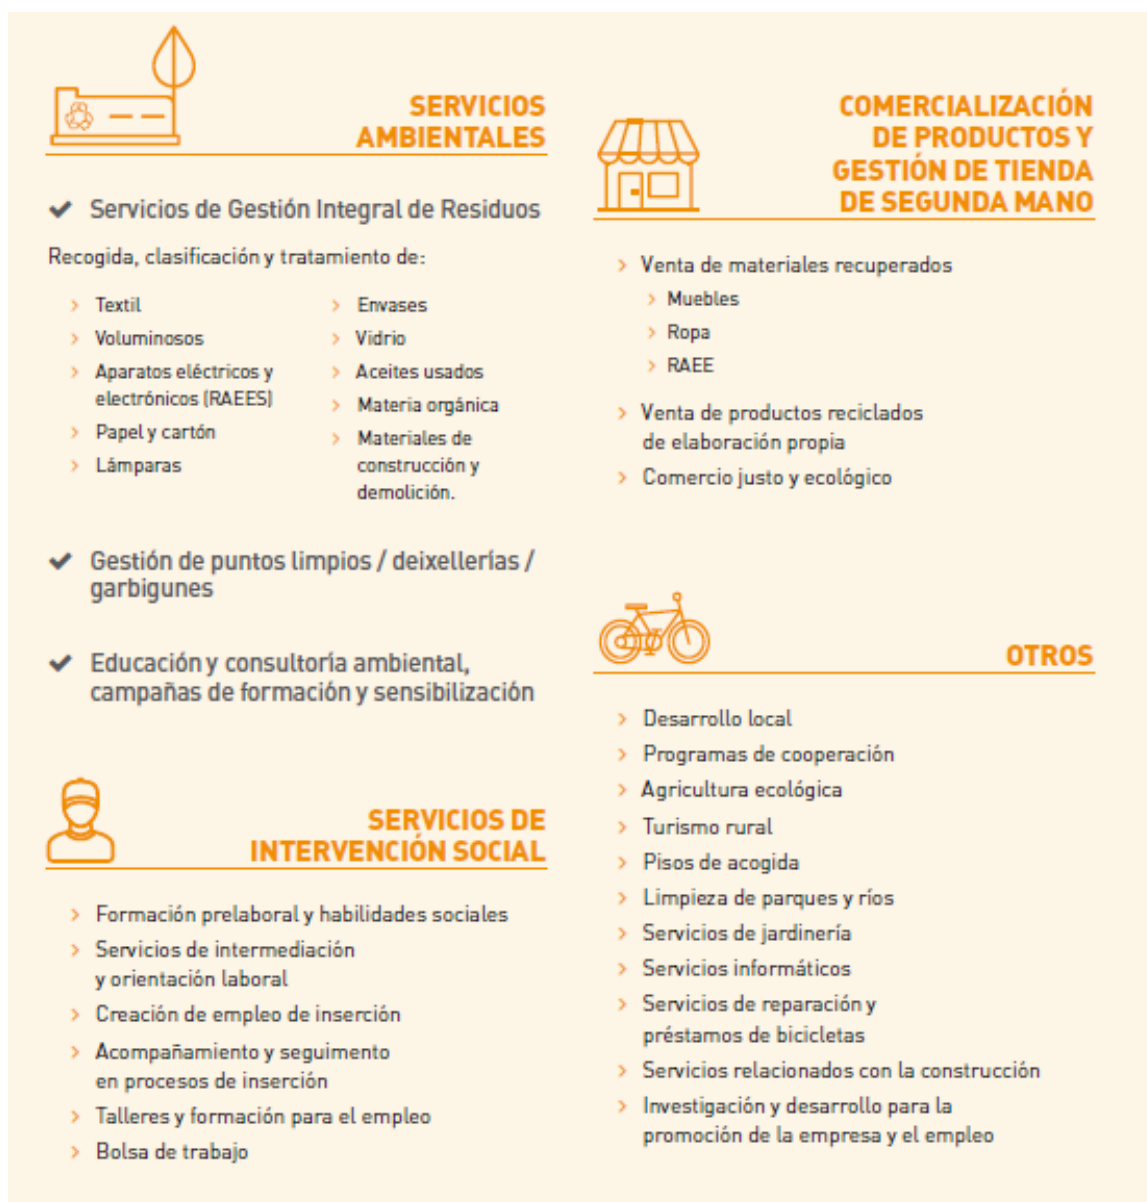 SERVICIOS
AMBIENTALES
Servicios de Gestión Integral de Residuos
Recogida, clasificación y tratamiento de:
Textil
Voluminosos
Aparatos eléctricos y
electrónicos (RAEES)
Papel y cartón
Lámparas
Envases
Vidrio
Aceites usados
Materia orgánica
Materiales de
construcción y
demolición.
Gestión de puntos limpios / deixellerías /
garbigunes
Educación y consultoría ambiental,
campañas de formación y sensibilización
SERVICIOS DE
INTERVENCIÓN SOCIAL
Formación prelaboral y habilidades sociales
Servicios de intermediación
y orientación laboral
Creación de empleo de inserción
Acompañamiento y seguimento
en procesos de inserción
Talleres y formación para el empleo
Bolsa de trabajo
COMERCIALIZACIÓN
DE PRODUCTOS Y
GESTIÓN DE TIENDA
DE SEGUNDA MANO
Venta de materiales recuperados
Muebles
Ropa
RAEE
Venta de productos reciclados
de elaboración propia
Comercio justo y ecológico
OTROS
Desarrollo local
Programas de cooperación
Agricultura ecológica
Turismo rural
Pisos de acogida
Limpieza de parques y ríos
Servicios de jardinería
Servicios informáticos
Servicios de reparación y
préstamos de bicicletas
Servicios relacionados con la construcción
Investigación y desarrollo para la
promoción de la empresa y el empleo